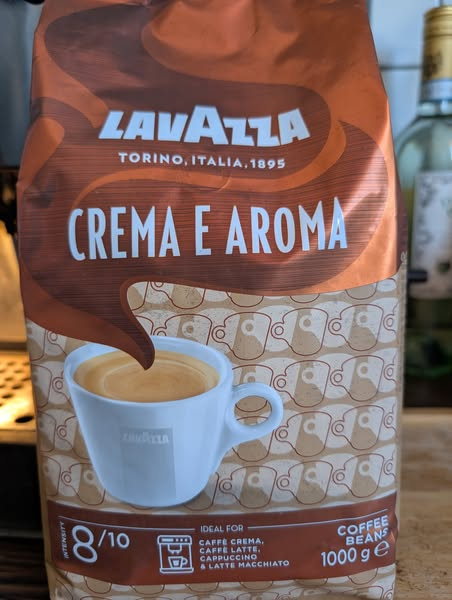 LAVAZZA
TORINO, ITALIA, 1895
CREMA E AROMA
LAVAZZA
INTENSITY
8/10
IDEAL FOR
CAFFÈ CREMA,
CAFFÈ LATTE,
CAPPUCCINO
& LATTE MACCHIATO
COFFEE
BEANS
1000 g e